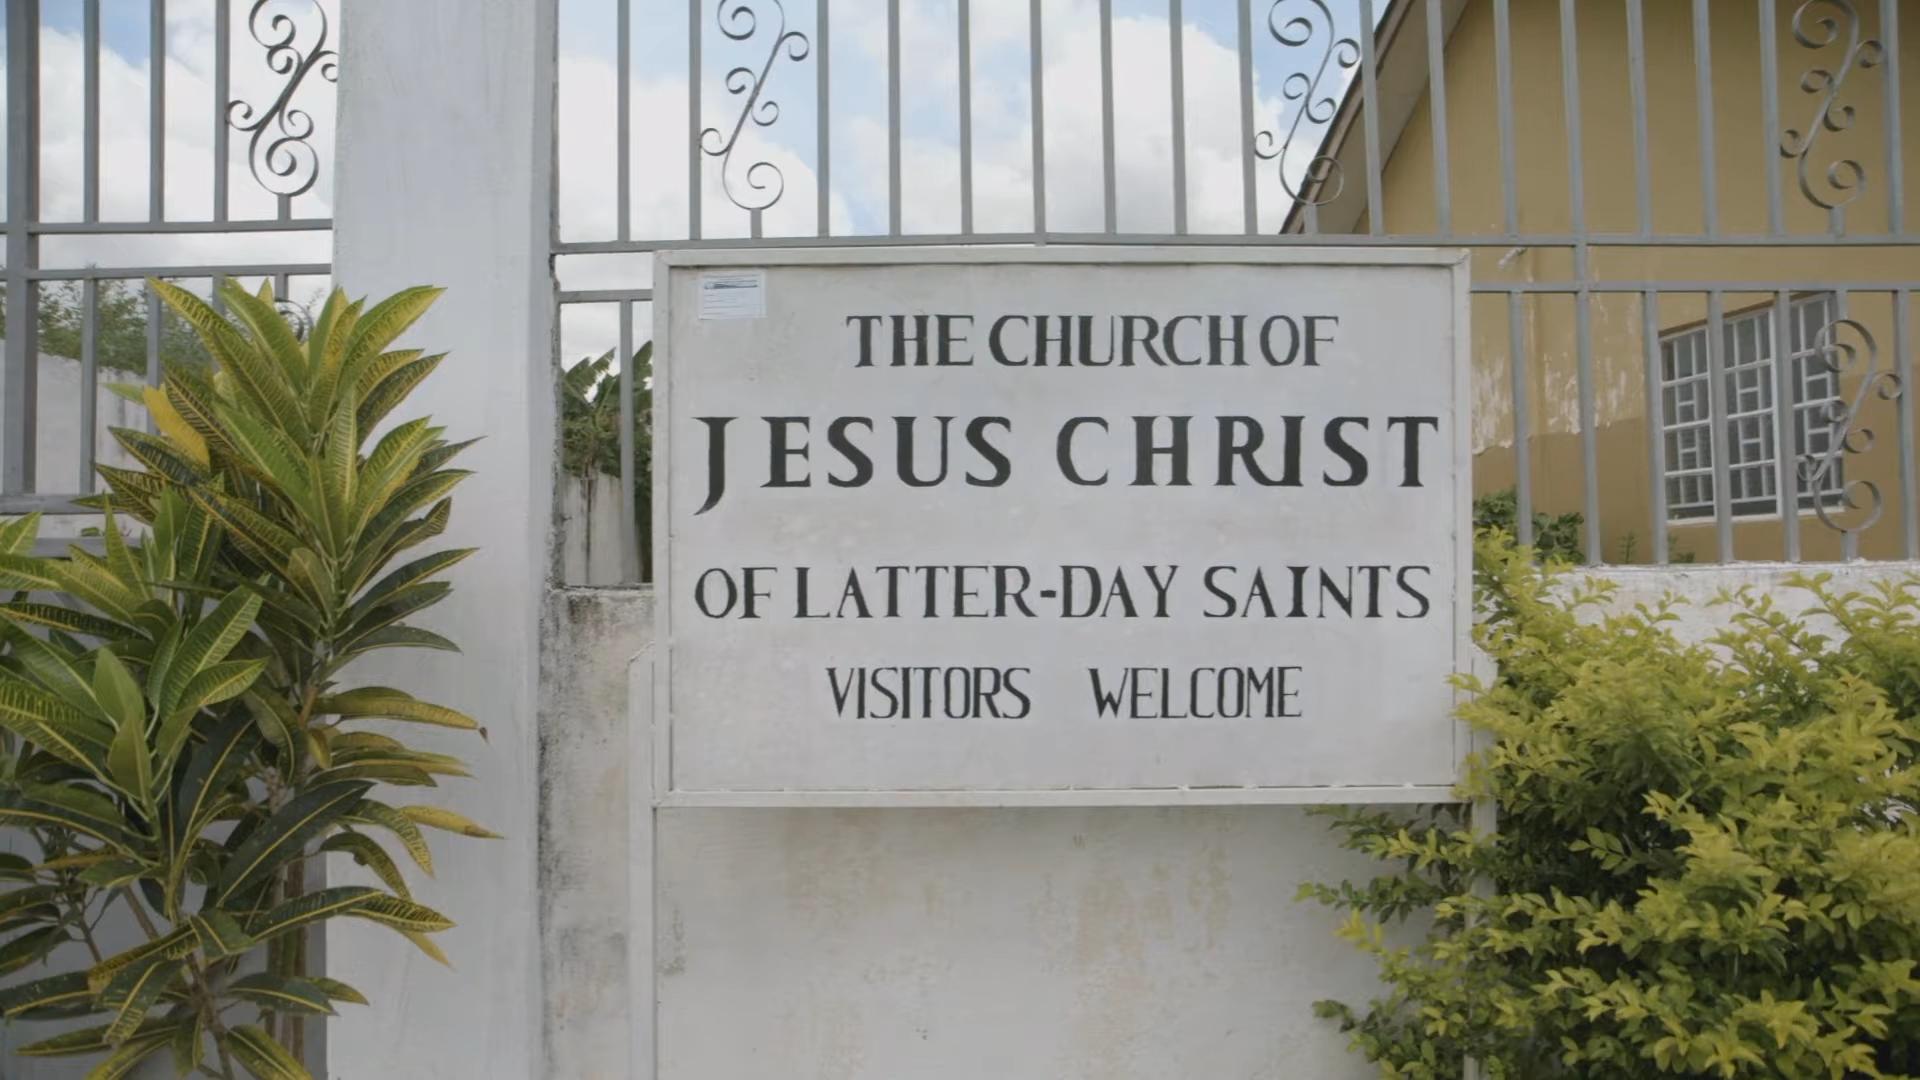 THE CHURCH OF
JESUS CHRIST
OF LATTER-DAY SAINTS
VISITORS WELCOME